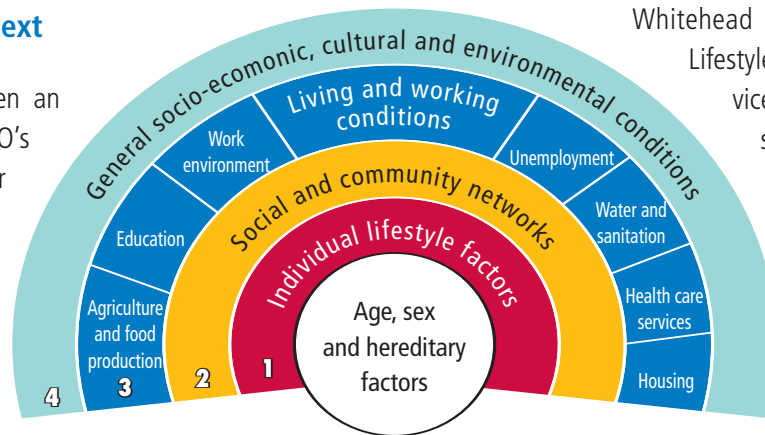 text
en an
O's
r
Whitehead
Lifestyle
vice
s
General socio-ecomonic, cultural and environmental conditions
Living and working
conditions
Work
environment
Education
Agriculture
and food
production
Unemployment
Water and
sanitation
Health care
services
Housing
Social and community networks
Individual lifestyle factors
Age, sex
and hereditary
factors
4
3
2
1